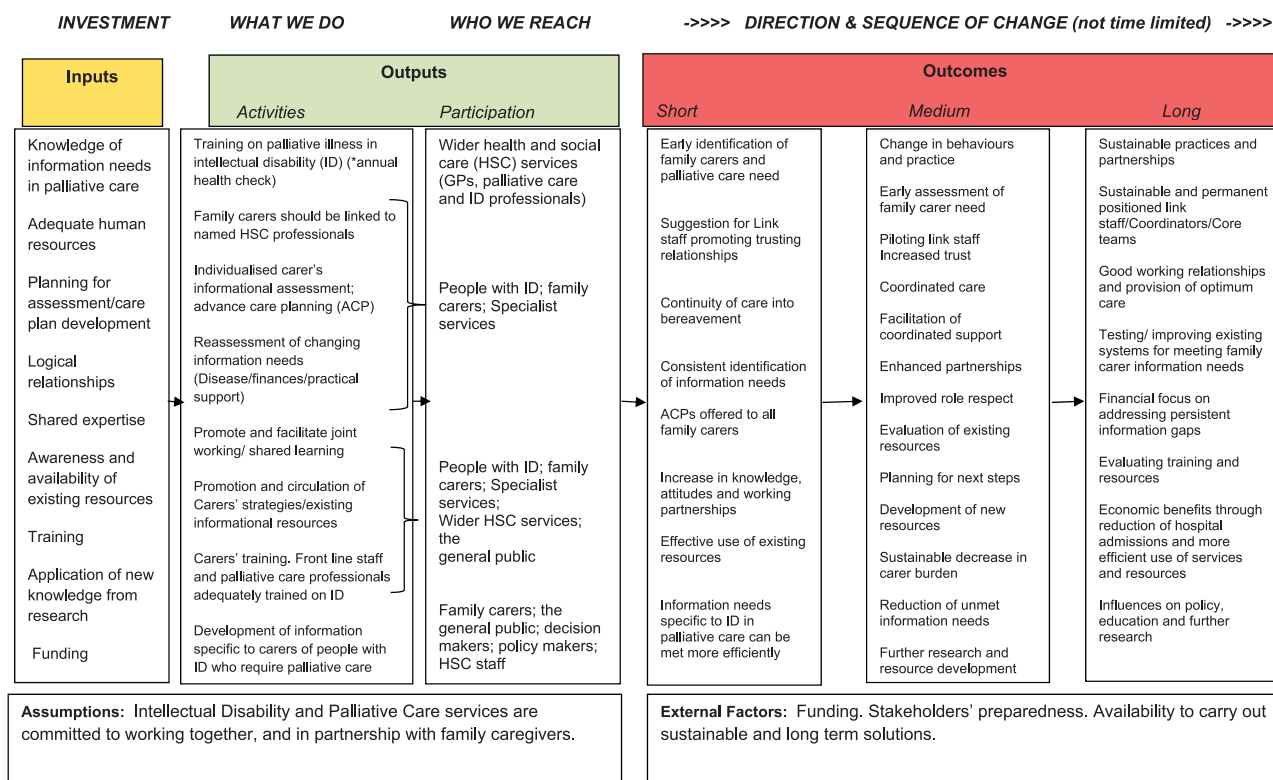 INVESTMENT
WHAT WE DO
WHO WE REACH
->>>> DIRECTION & SEQUENCE OF CHANGE (not time limited) ->>>>
Inputs
Outputs
Activities
Participation
Outcomes
Short
Medium
Long
Knowledge of
information needs
in palliative care
Adequate human
resources
Planning for
assessment/care
plan development
Logical
relationships
Shared expertise
Awareness and
availability of
existing resources
Training
Application of new
knowledge from
research
Funding
Training on palliative illness in
intellectual disability (ID) (*annual
health check)
Family carers should be linked to
named HSC professionals
Individualised carer's
informational assessment;
advance care planning (ACP)
Reassessment of changing
information needs
(Disease/finances/practical
support)
Promote and facilitate joint
working/ shared learning
Promotion and circulation of
Carers' strategies/existing
informational resources
Carers' training. Front line staff
and palliative care professionals
adequately trained on ID
Development of information
specific to carers of people with
ID who require palliative care
Wider health and social
care (HSC) services
(GPs, palliative care
and ID professionals)
People with ID; family
carers; Specialist
services
People with ID; family
carers; Specialist
services;
Wider HSC services;
the
general public
Family carers; the
general public; decision
makers; policy makers;
HSC staff
Early identification of
family carers and
palliative care need
Suggestion for Link
staff promoting trusting
relationships
Continuity of care into
bereavement
Consistent identification
of information needs
ACPs offered to all
family carers
Increase in knowledge,
attitudes and working
partnerships
Effective use of existing
resources
Information needs
specific to ID in
palliative care can be
met more efficiently
Change in behaviours
and practice
Early assessment of
family carer need
Piloting link staff
Increased trust
Coordinated care
Facilitation of
coordinated support
Enhanced partnerships
Improved role respect
Evaluation of existing
resources
Planning for next steps
Development of new
resources
Sustainable decrease in
carer burden
Reduction of unmet
information needs
Further research and
resource development
Sustainable practices and
partnerships
Sustainable and permanent
positioned link
staff/Coordinators/Core
teams
Good working relationships
and provision of optimum
care
Testing/ improving existing
systems for meeting family
carer information needs
Financial focus on
addressing persistent
information gaps
Evaluating training and
resources
Economic benefits through
reduction of hospital
admissions and more
efficient use of services
and resources
Influences on policy,
education and further
research
Assumptions: Intellectual Disability and Palliative Care services are
committed to working together, and in partnership with family caregivers.
External Factors: Funding. Stakeholders' preparedness. Availability to carry out
sustainable and long term solutions.